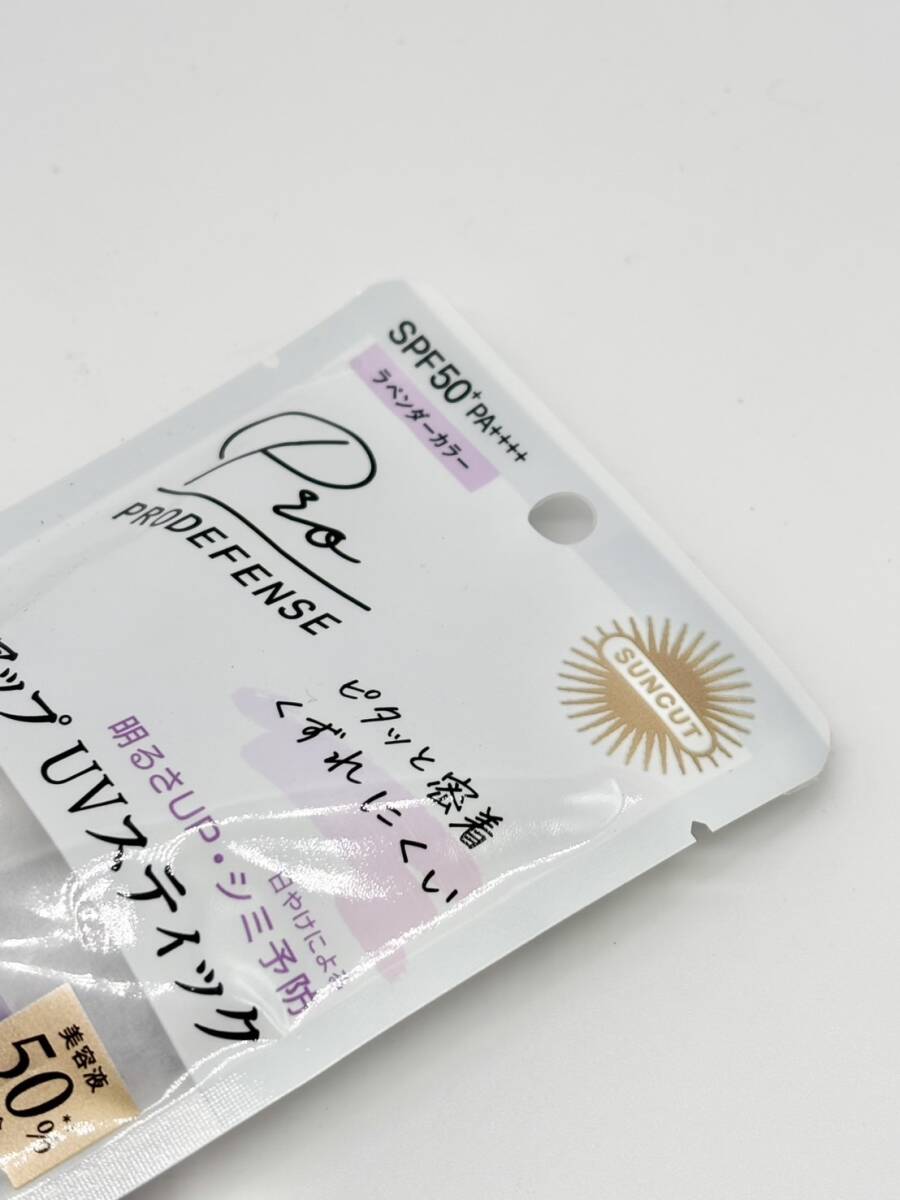 SPF50+PA++++
ラベンダーカラー
Pro
PRODEFENSE
SUNCUT
ピタッと密着
くずれにくい
日やけによる
明るさUP・シミ予防
アップUVスティック
美容液
50%*